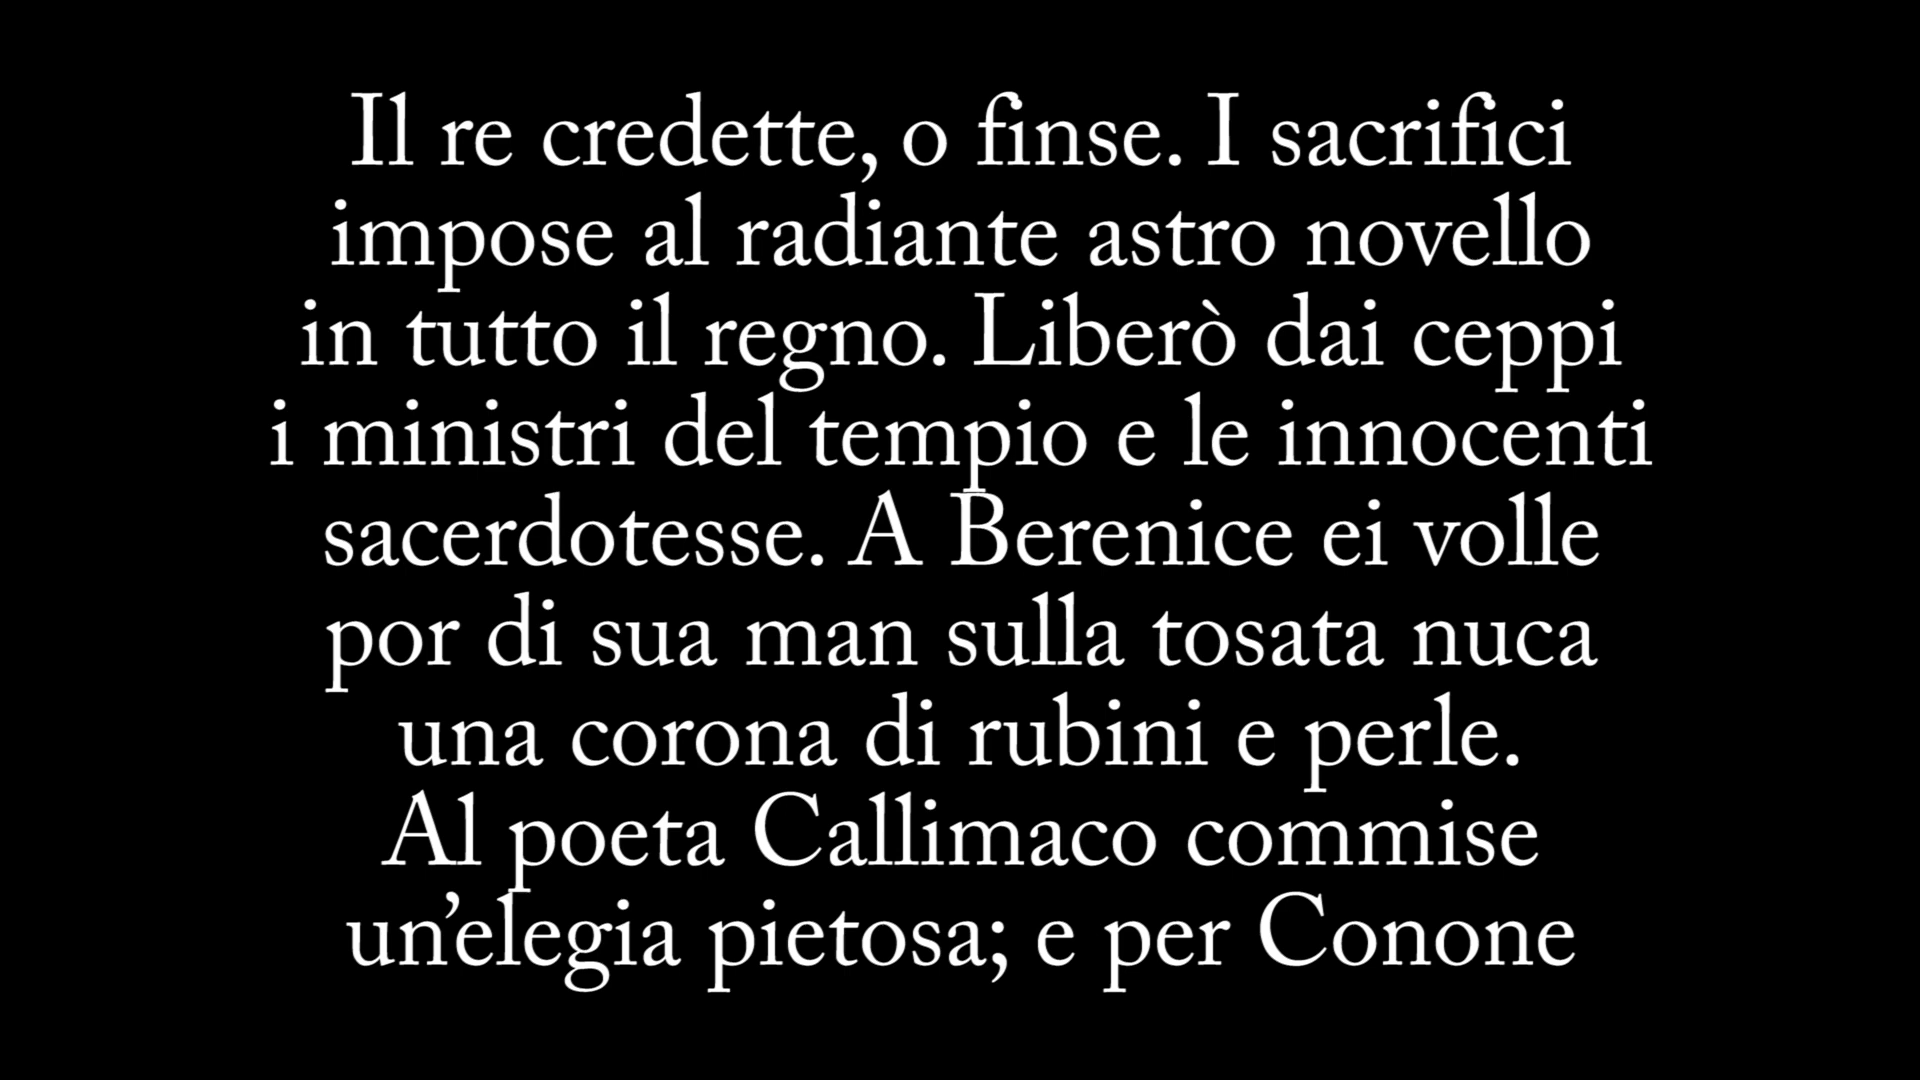 Il re credette, o finse. I sacrifici
impose al radiante astro novello
in tutto il regno. Liberò dai ceppi
i ministri del tempio e le innocenti
sacerdotesse. A Berenice ei volle
por di sua man sulla tosata nuca
una corona di rubini e perle.
Al poeta Callimaco commise
un’elegia pietosa; e per Conone